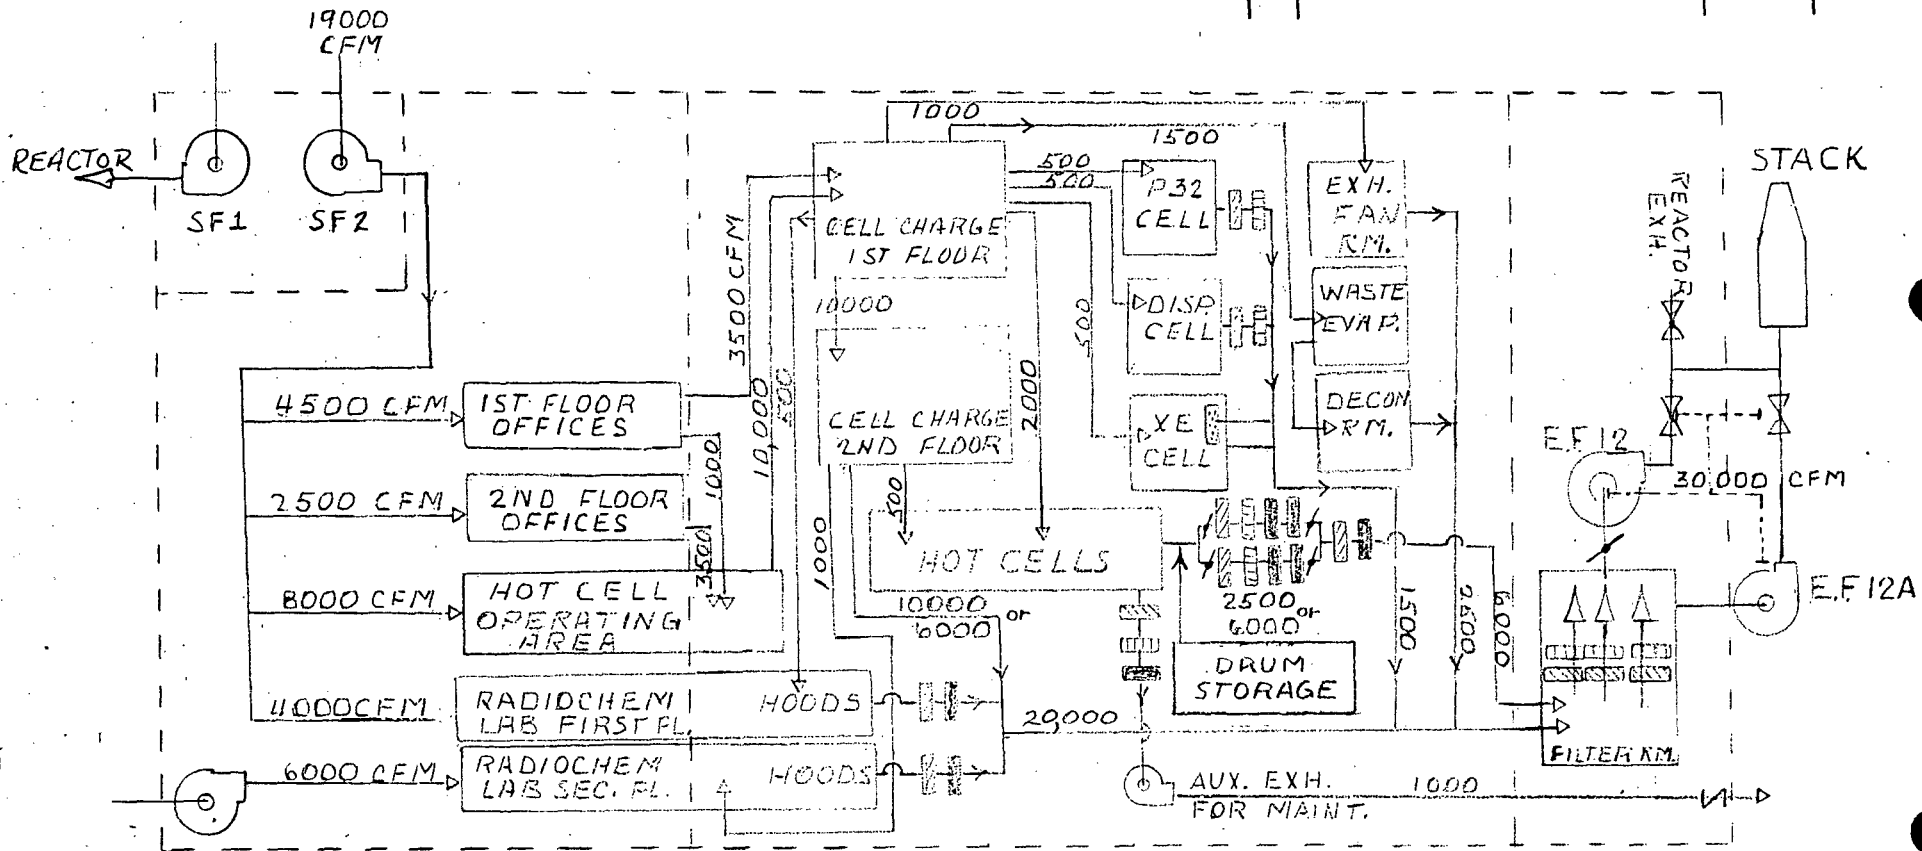 19000
CFM
REACTOR
SF1
SF2
1000
1500
500
500
P32
CELL
EXH.
FAN
RM.
STACK
REACTOR
EXH.
CELL CHARGE
1ST FLOOR
3500 CFM
10,000
500
10000
2000
500
DISP.
CELL
WASTE
EVAP.
4500 CFM
1ST FLOOR
OFFICES
1000
CELL CHARGE
2ND FLOOR
XE
CELL
DECON
RM.
E.F.12
30,000 CFM
2500 CFM
2ND FLOOR
OFFICES
3500
500
1000
HOT CELLS
8000 CFM
HOT CELL
OPERATING
AREA
10000 or
6000
2500 or
6000
1500
2500
6000
E.F.12A
DRUM
STORAGE
4000CFM
RADIOCHEM
LAB FIRST FL.
HOODS
20,000
FILTER RM.
6000 CFM
RADIOCHEM
LAB SEC. FL.
HOODS
AUX. EXH.
FOR MAINT.
1000